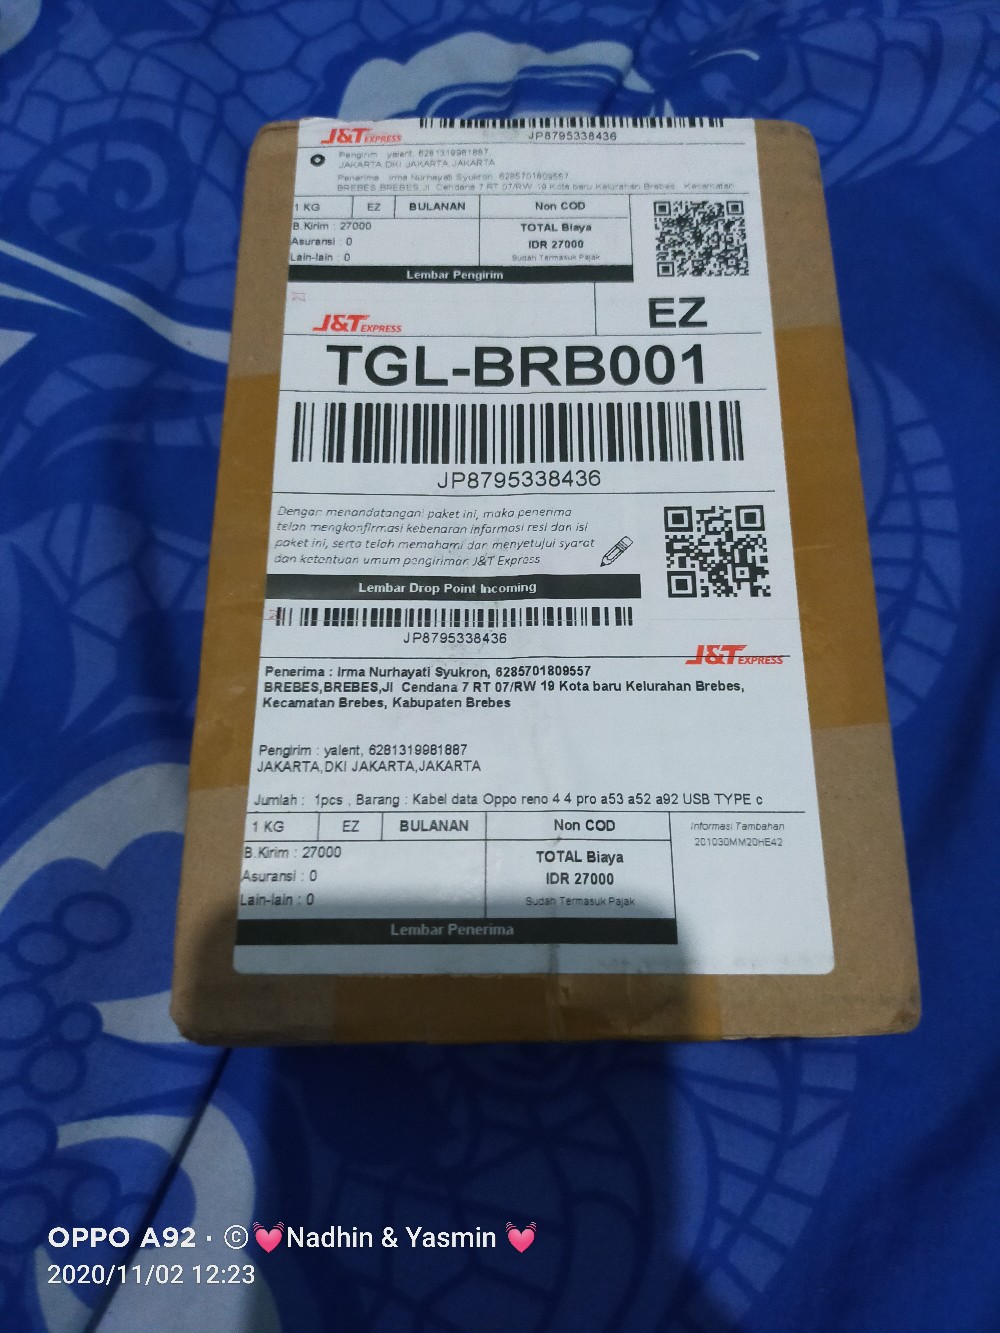 J&T EXPRESS
JP8795338436
Pengirim : yalent, 6281319981887
JAKARTA,DKI JAKARTA,JAKARTA
Penerima : Irma Nurhayati Syukron, 6285701809557
BREBES,BREBES,Jl Cendana 7 RT 07/RW 19 Kota baru Kelurahan Brebes, Kecamatan
1 KG EZ BULANAN Non COD
B.Kirim : 27000 TOTAL Biaya
Asuransi : 0 IDR 27000
Lain-lain : 0 Sudah Termasuk Pajak
Lembar Pengirim
J&T EXPRESS EZ
TGL-BRB001
JP8795338436
Dengan menandatangani paket ini, maka penerima
telah mengkonfirmasi kebenaran informasi resi dan isi
paket ini, serta telah memahami dan menyetujui syarat
dan ketentuan umum pengiriman J&T Express
Lembar Drop Point Incoming
JP8795338436
J&T EXPRESS
Penerima : Irma Nurhayati Syukron, 6285701809557
BREBES,BREBES,Jl Cendana 7 RT 07/RW 19 Kota baru Kelurahan Brebes,
Kecamatan Brebes, Kabupaten Brebes
Pengirim : yalent, 6281319981887
JAKARTA,DKI JAKARTA,JAKARTA
Jumlah : 1pcs , Barang : Kabel data Oppo reno 4 4 pro a53 a52 a92 USB TYPE c
1 KG EZ BULANAN Non COD Informasi Tambahan
201030MM20HE42
B.Kirim : 27000 TOTAL Biaya
Asuransi : 0 IDR 27000
Lain-lain : 0 Sudah Termasuk Pajak
Lembar Penerima
OPPO A92 · ©💓Nadhin & Yasmin 💓
2020/11/02 12:23